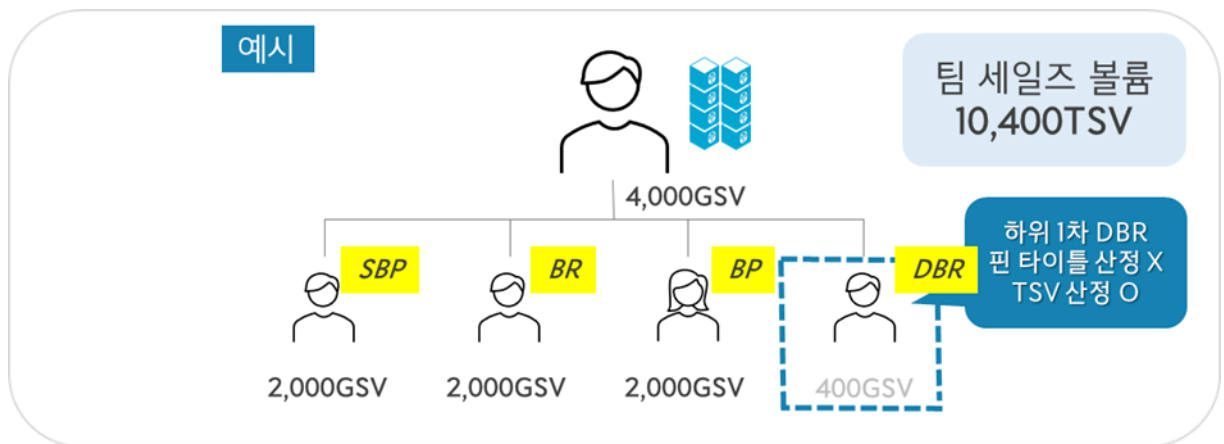 예시
팀 세일즈 볼륨
10,400TSV
4,000GSV
하위 1차 DBR
핀 타이틀 산정 X
TSV 산정 O
SBP
BR
BP
DBR
2,000GSV
2,000GSV
2,000GSV
400GSV